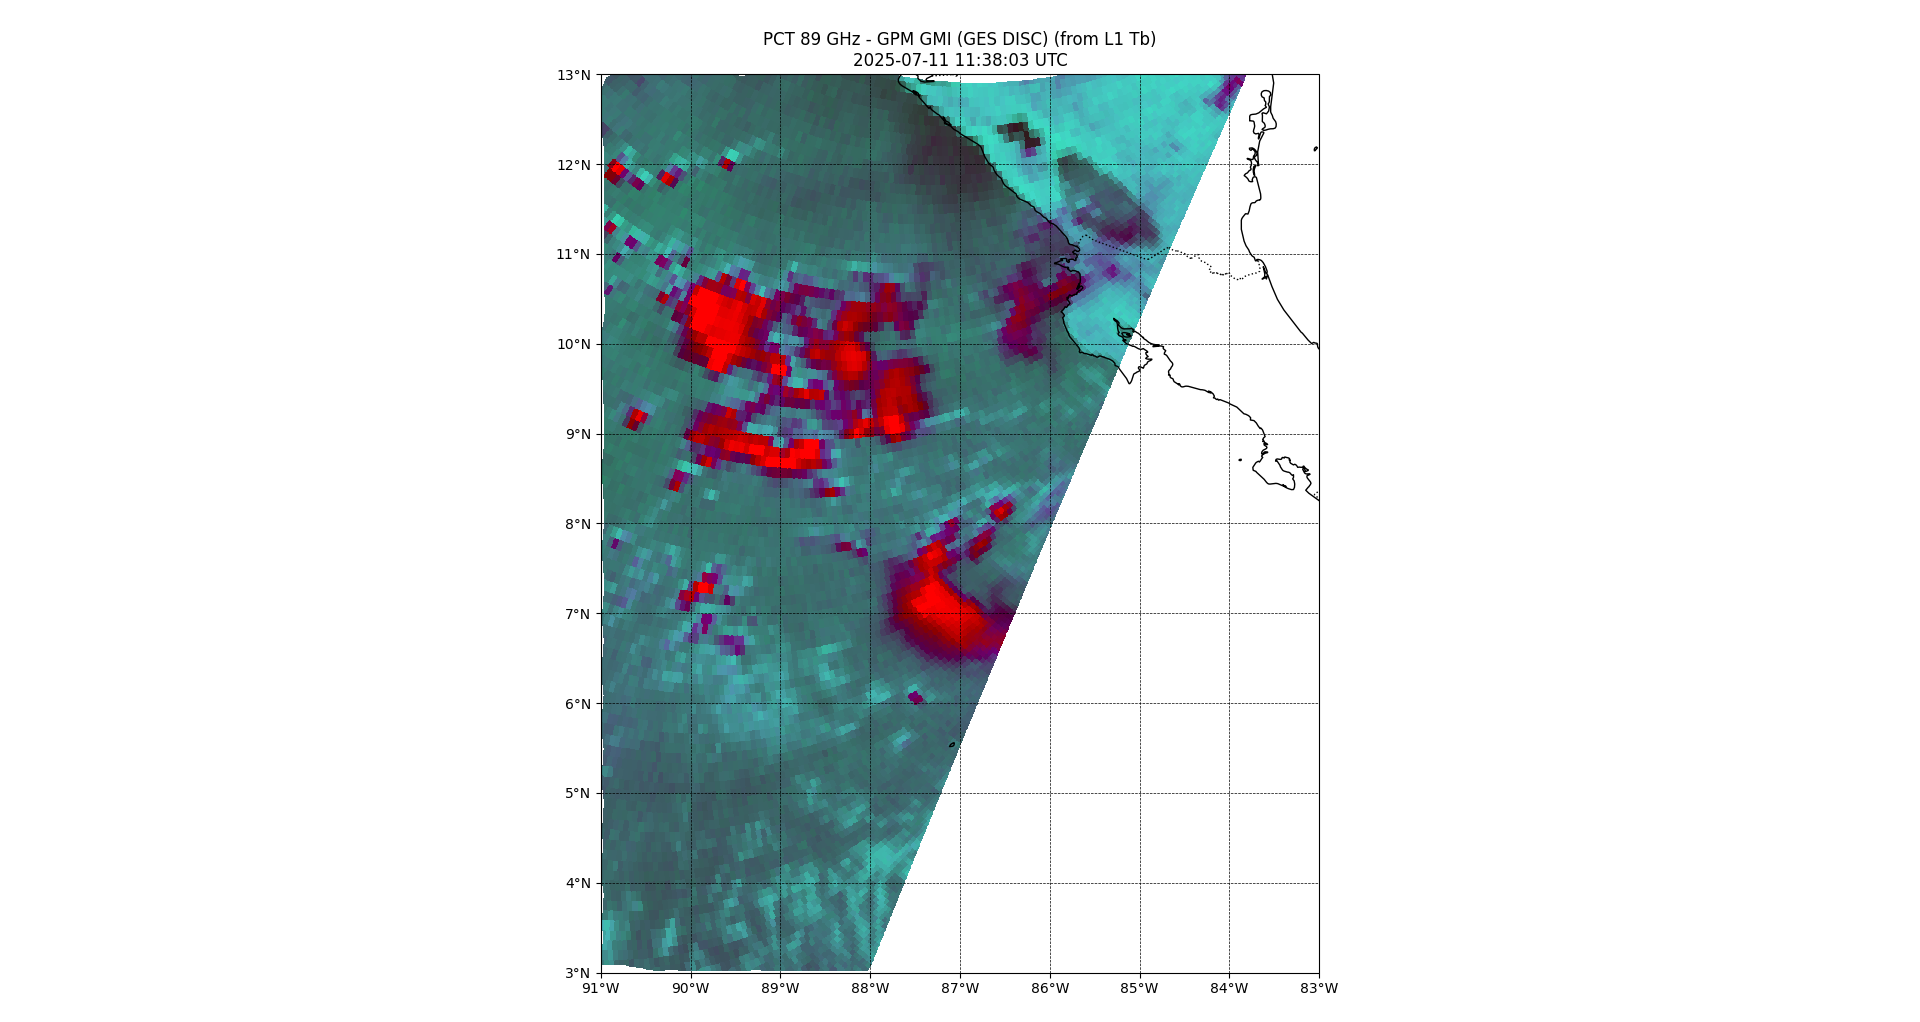 PCT 89 GHz - GPM GMI (GES DISC) (from L1 Tb)
2025-07-11 11:38:03 UTC
13°N
12°N
11°N
10°N
9°N
8°N
7°N
6°N
5°N
4°N
3°N
91°W 90°W 89°W 88°W 87°W 86°W 85°W 84°W 83°W